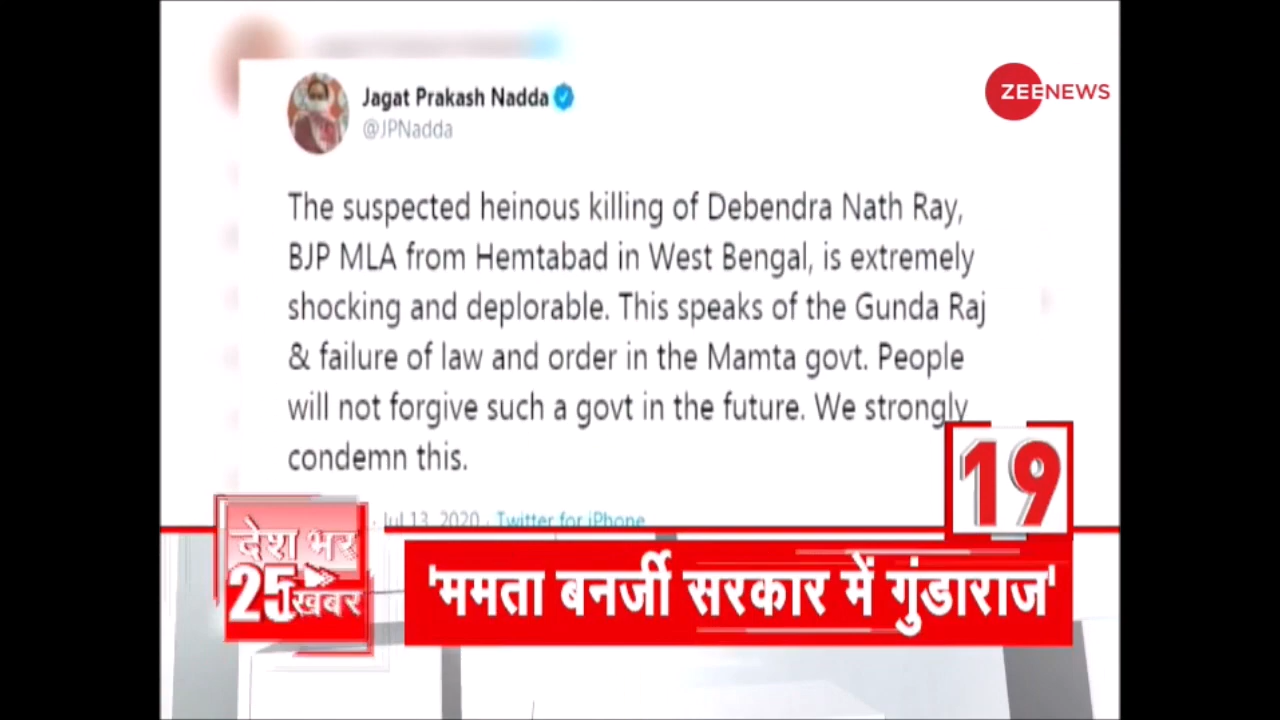 Jagat Prakash Nadda
@JPNadda
ZEENEWS
The suspected heinous killing of Debendra Nath Ray,
BJP MLA from Hemtabad in West Bengal, is extremely
shocking and deplorable. This speaks of the Gunda Raj
& failure of law and order in the Mamta govt. People
will not forgive such a govt in the future. We strongly
condemn this.
· Jul 13, 2020 · Twitter for iPhone
19
देश भर
25 ख़बर
'ममता बनर्जी सरकार में गुंडाराज'